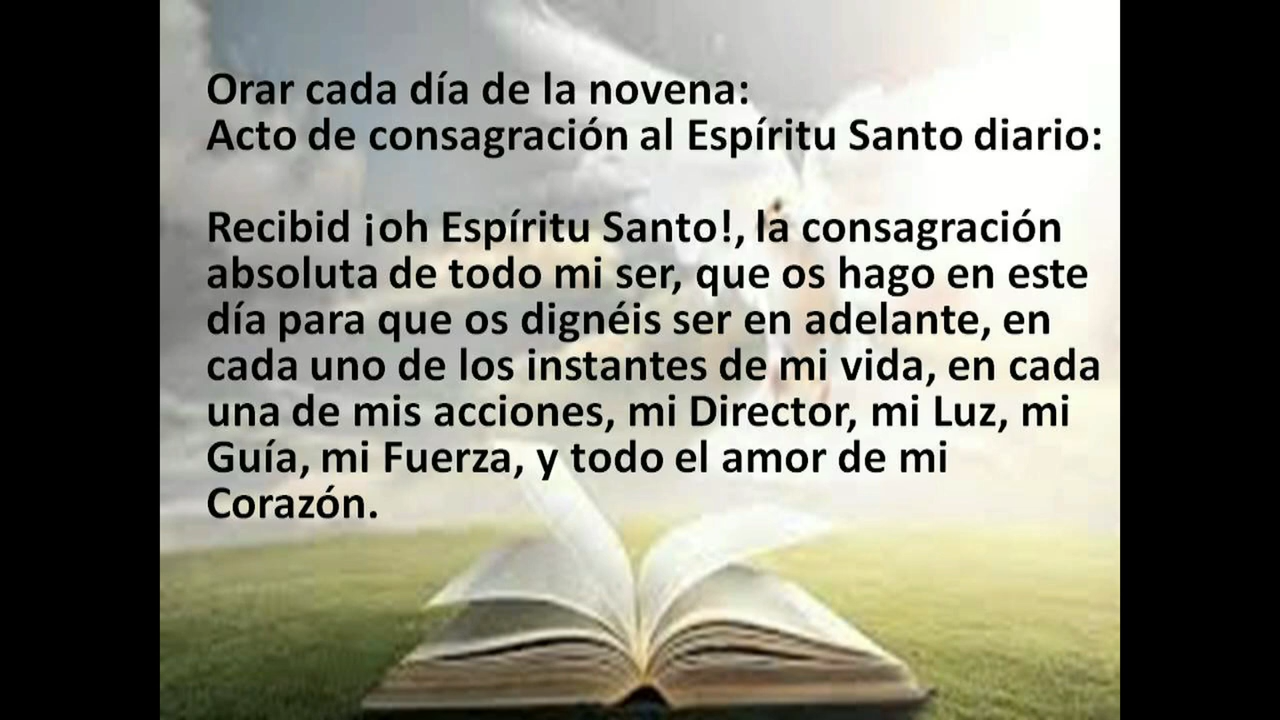 Orar cada día de la novena:
Acto de consagración al Espíritu Santo diario:
Recibid ¡oh Espíritu Santo!, la consagración
absoluta de todo mi ser, que os hago en este
día para que os dignéis ser en adelante, en
cada uno de los instantes de mi vida, en cada
una de mis acciones, mi Director, mi Luz, mi
Guía, mi Fuerza, y todo el amor de mi
Corazón.